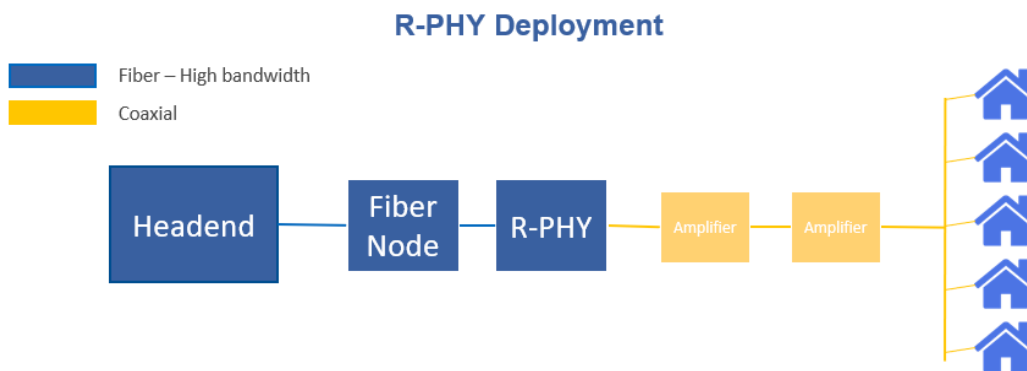 R-PHY Deployment
Fiber – High bandwidth
Coaxial
Headend
Fiber
Node
R-PHY
Amplifier
Amplifier